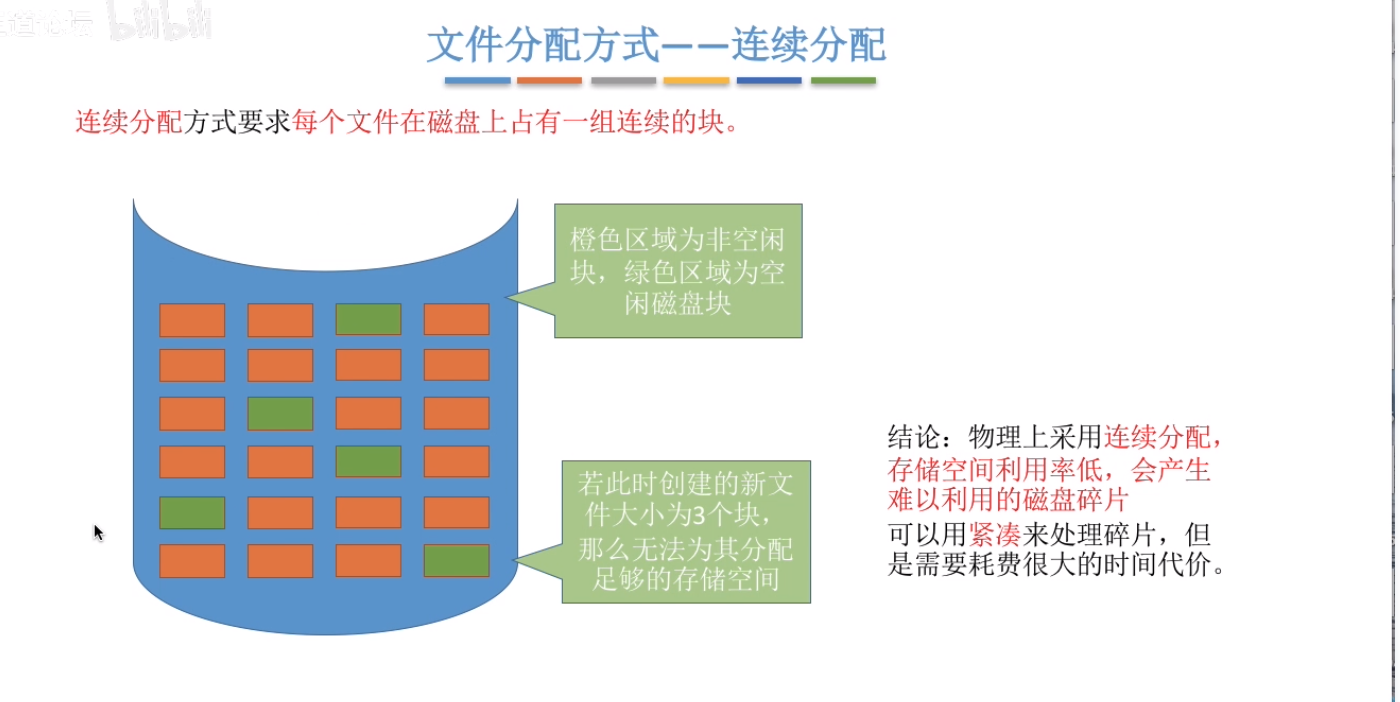 道论坛 bilibili
文件分配方式——连续分配
连续分配方式要求每个文件在磁盘上占有一组连续的块。
橙色区域为非空闲
块，绿色区域为空
闲磁盘块
若此时创建的新文
件大小为3个块，
那么无法为其分配
足够的存储空间
结论：物理上采用连续分配，
存储空间利用率低，会产生
难以利用的磁盘碎片
可以用紧凑来处理碎片，但
是需要耗费很大的时间代价。